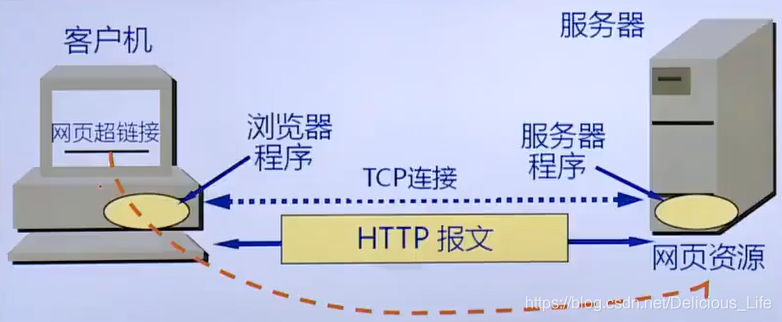 客户机
服务器
网页超链接
浏览器
程序
服务器
程序
TCP连接
HTTP 报文
网页资源
https://blog.csdn.net/Delicious_Life